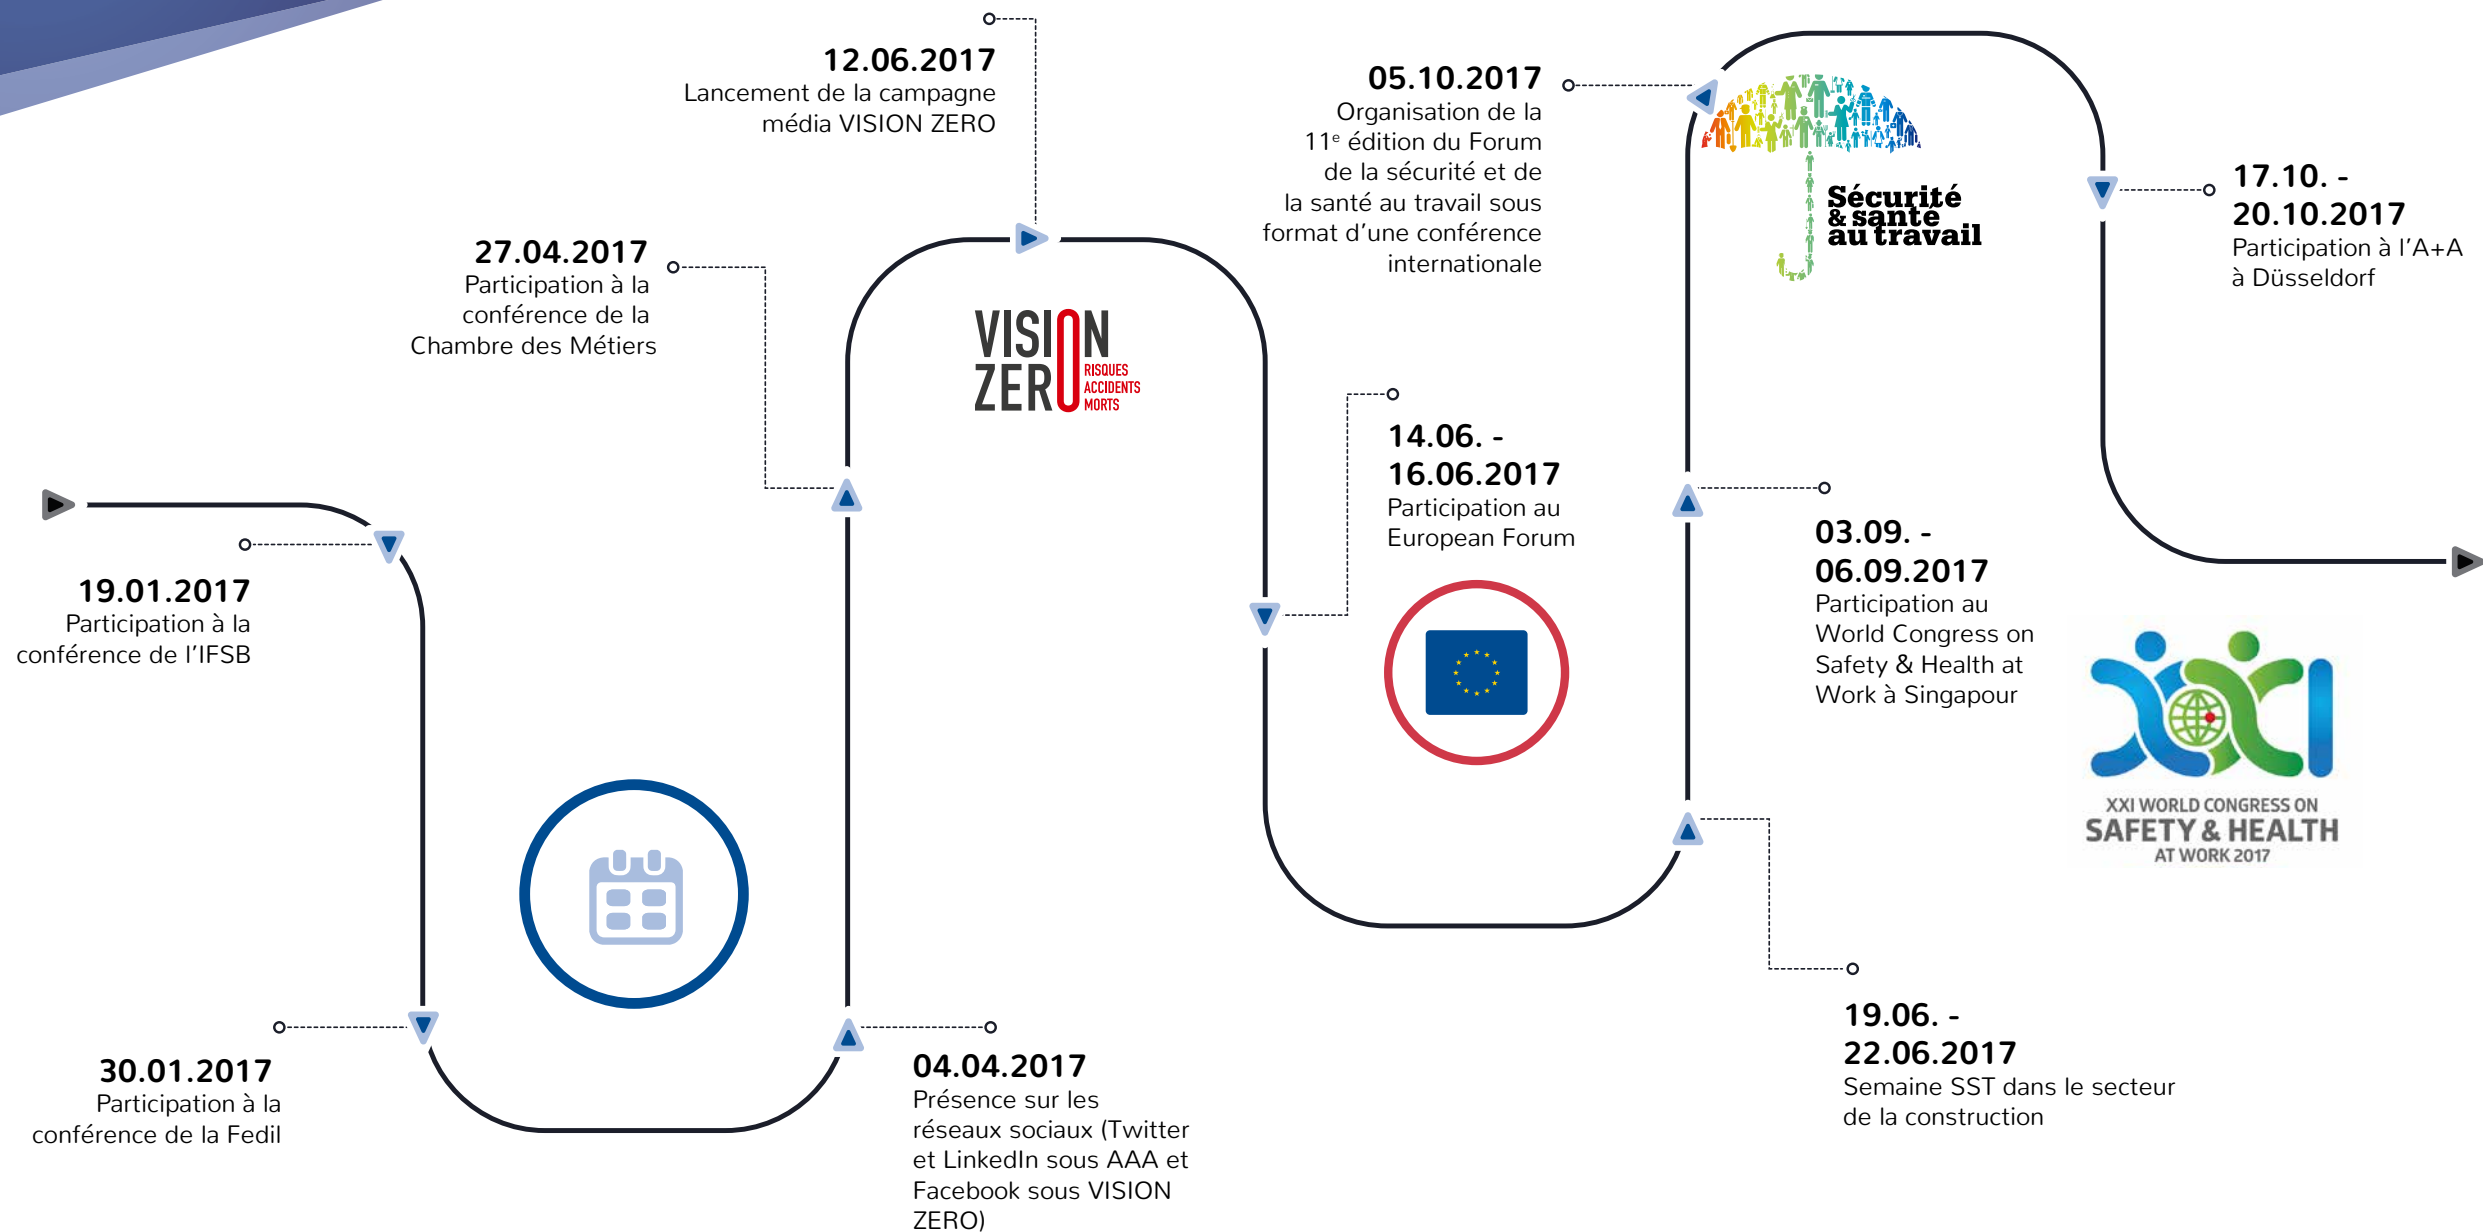 19.01.2017
Participation à la
conférence de l'IFSB
30.01.2017
Participation à la
conférence de la Fedil
04.04.2017
Présence sur les
réseaux sociaux (Twitter
et LinkedIn sous AAA et
Facebook sous VISION
ZERO)
27.04.2017
Participation à la
conférence de la
Chambre des Métiers
12.06.2017
Lancement de la campagne
média VISION ZERO
VISION
ZERO
RISQUES
ACCIDENTS
MORTS
14.06. -
16.06.2017
Participation au
European Forum
19.06. -
22.06.2017
Semaine SST dans le secteur
de la construction
03.09. -
06.09.2017
Participation au
World Congress on
Safety & Health at
Work à Singapour
XXI
XXI WORLD CONGRESS ON
SAFETY & HEALTH
AT WORK 2017
05.10.2017
Organisation de la
11e édition du Forum
de la sécurité et de
la santé au travail sous
format d'une conférence
internationale
Sécurité
& santé
au travail
17.10. -
20.10.2017
Participation à l'A+A
à Düsseldorf